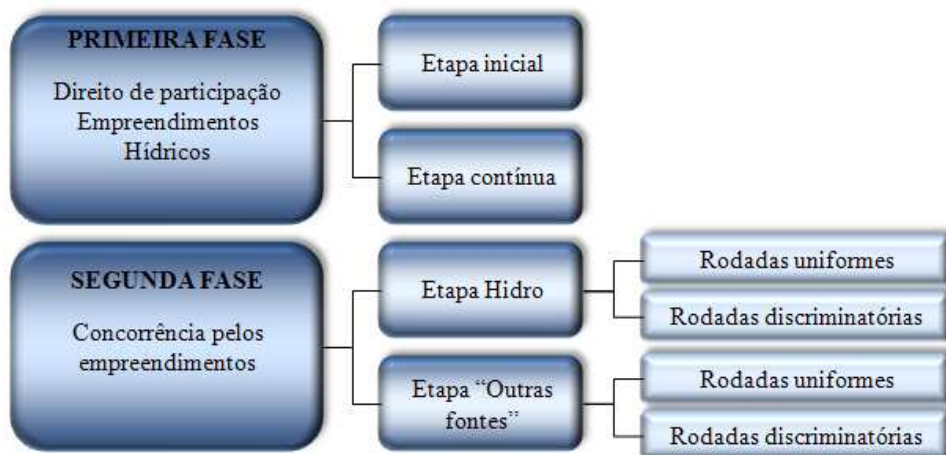 PRIMEIRA FASE
Direito de participação
Empreendimentos
Hídricos
Etapa inicial
Etapa contínua
SEGUNDA FASE
Concorrência pelos
empreendimentos
Etapa Hidro
Rodadas uniformes
Rodadas discriminatórias
Etapa “Outras
fontes”
Rodadas uniformes
Rodadas discriminatórias